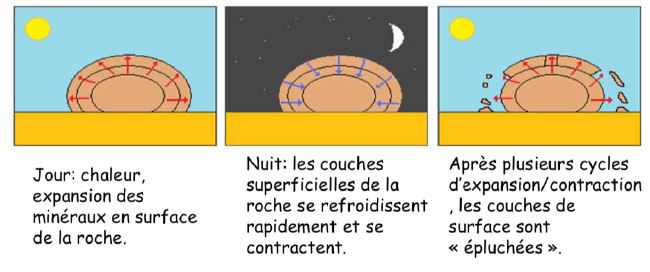 Jour: chaleur,
expansion des
minéraux en surface
de la roche.
Nuit: les couches
superficielles de la
roche se refroidissent
rapidement et se
contractent.
Après plusieurs cycles
d'expansion/contraction
, les couches de
surface sont
« épluchées ».